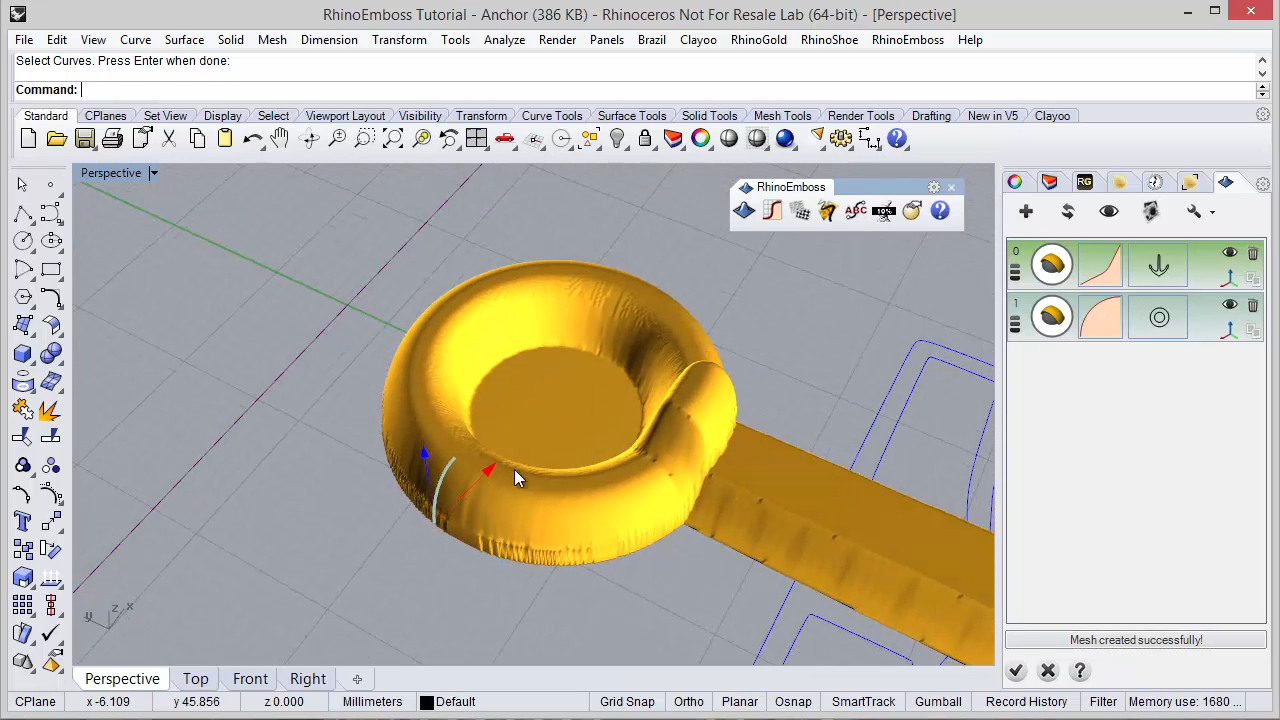 RhinoEmboss Tutorial - Anchor (386 KB) - Rhinoceros Not For Resale Lab (64-bit) - [Perspective]
File Edit View Curve Surface Solid Mesh Dimension Transform Tools Analyze Render Panels Brazil Clayoo RhinoGold RhinoShoe RhinoEmboss Help
Select Curves. Press Enter when done:
Command:
Standard CPlanes Set View Display Select Viewport Layout Visibility Transform Curve Tools Surface Tools Solid Tools Mesh Tools Render Tools Drafting New in V5 Clayoo
Perspective
RhinoEmboss
RG
ABC 10%
0
1
z x
y
Mesh created successfully!
Perspective Top Front Right
CPlane x -6.109 y 45.856 z 0.000 Millimeters Default Grid Snap Ortho Planar Osnap SmartTrack Gumball Record History Filter Memory use: 1680 ...